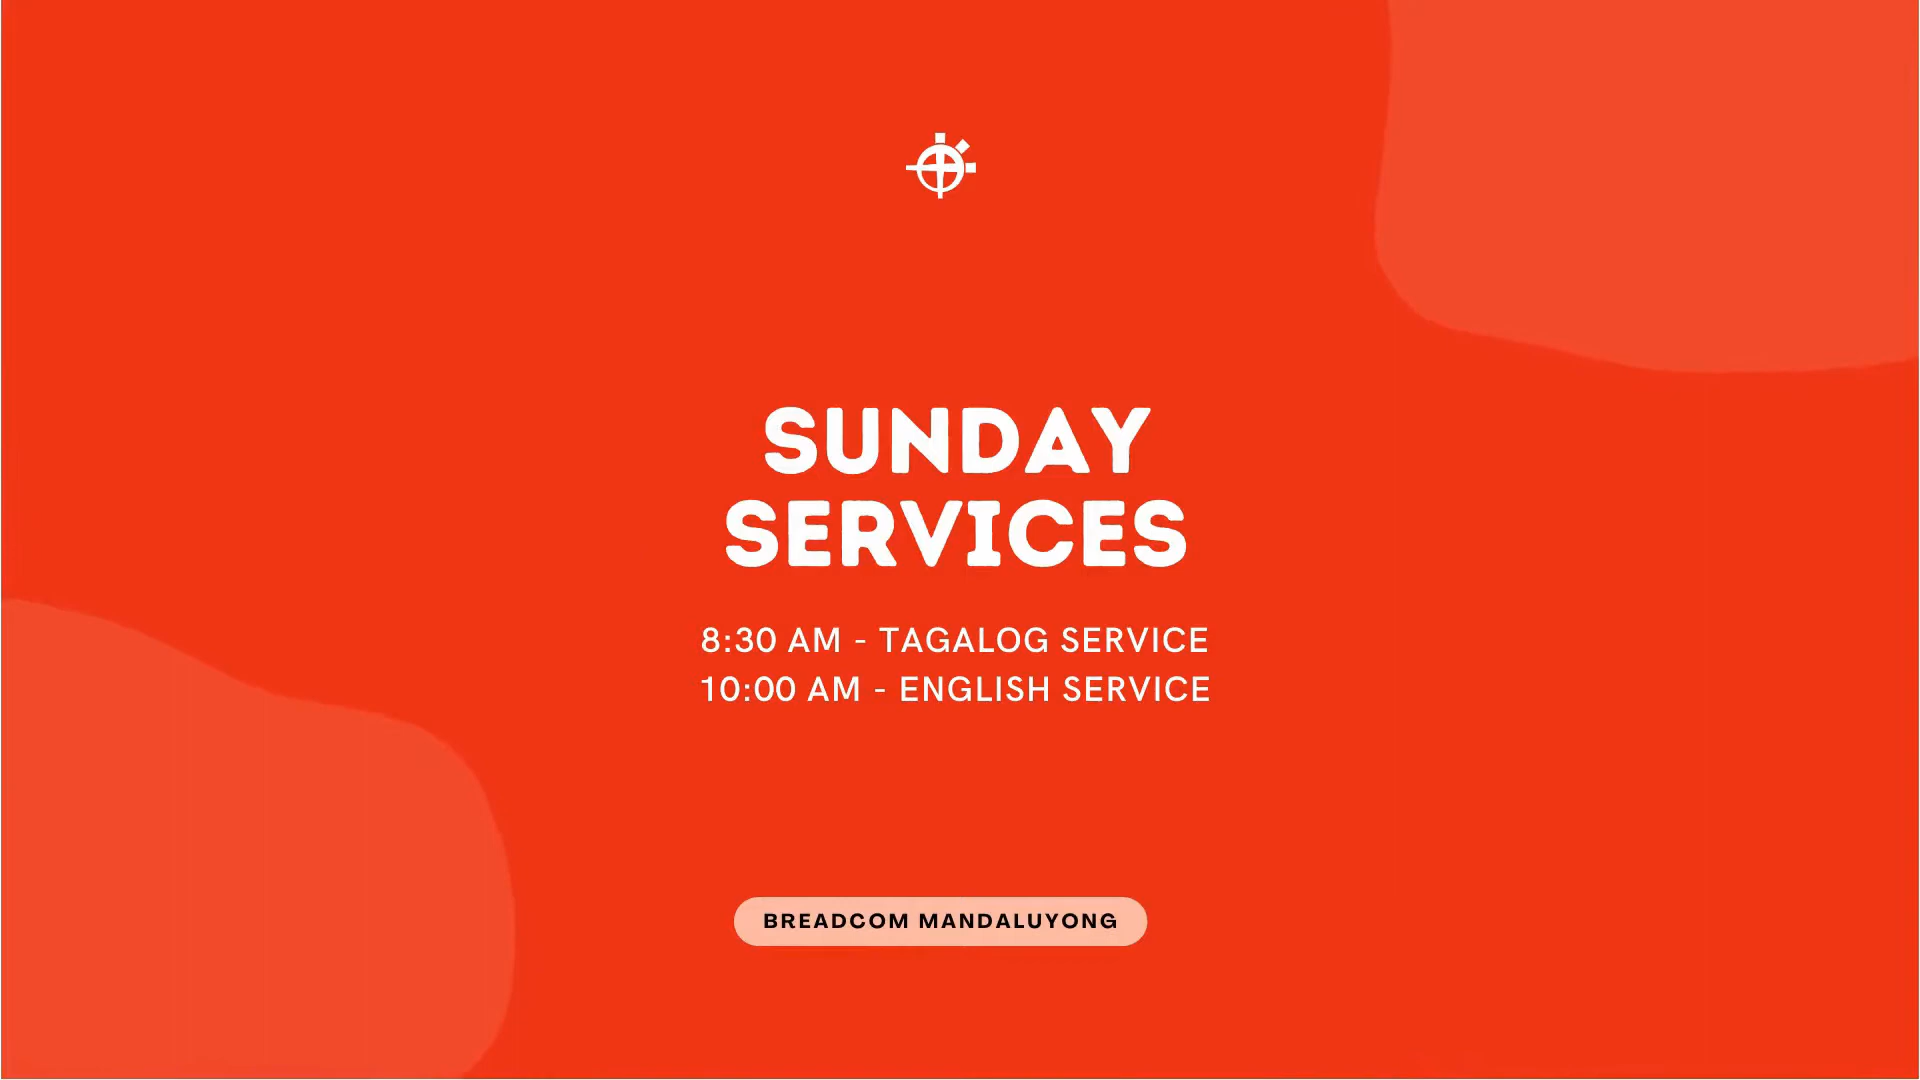 SUNDAY
SERVICES
8:30 AM - TAGALOG SERVICE
10:00 AM - ENGLISH SERVICE
BREADCOM MANDALUYONG